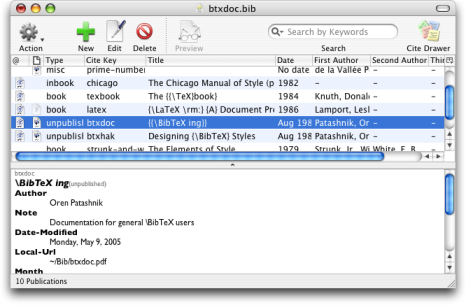 btxdoc.bib
Action New Edit Delete Preview Search by Keywords Search Cite Drawer
@ Type Cite Key Title Date First Author Second Author Thir
misc prime-number No date de la Vallée P –
inbook chicago The Chicago Manual of Style (p 1982 – – –
book texbook The {{\TeX}book} 1984 Knuth, Donal – –
book latex {\LaTeX \rm:} {A} Document Pr 1986 Lamport, Lesl – –
unpublisl btxdoc {{\BibTeX ing}} Aug 198 Patashnik, Or – –
unpublisl btxhak Designing {\BibTeX} Styles Aug 198 Patashnik, Or – –
book strunk-and-w The Elements of Style 1979 Strunk, Jr., Wi White, E. B.
btxdoc
\BibTeX ing(unpublished)
Author
Oren Patashnik
Note
Documentation for general \BibTeX users
Date-Modified
Monday, May 9, 2005
Local-Url
~/Bib/btxdoc.pdf
Month
10 Publications